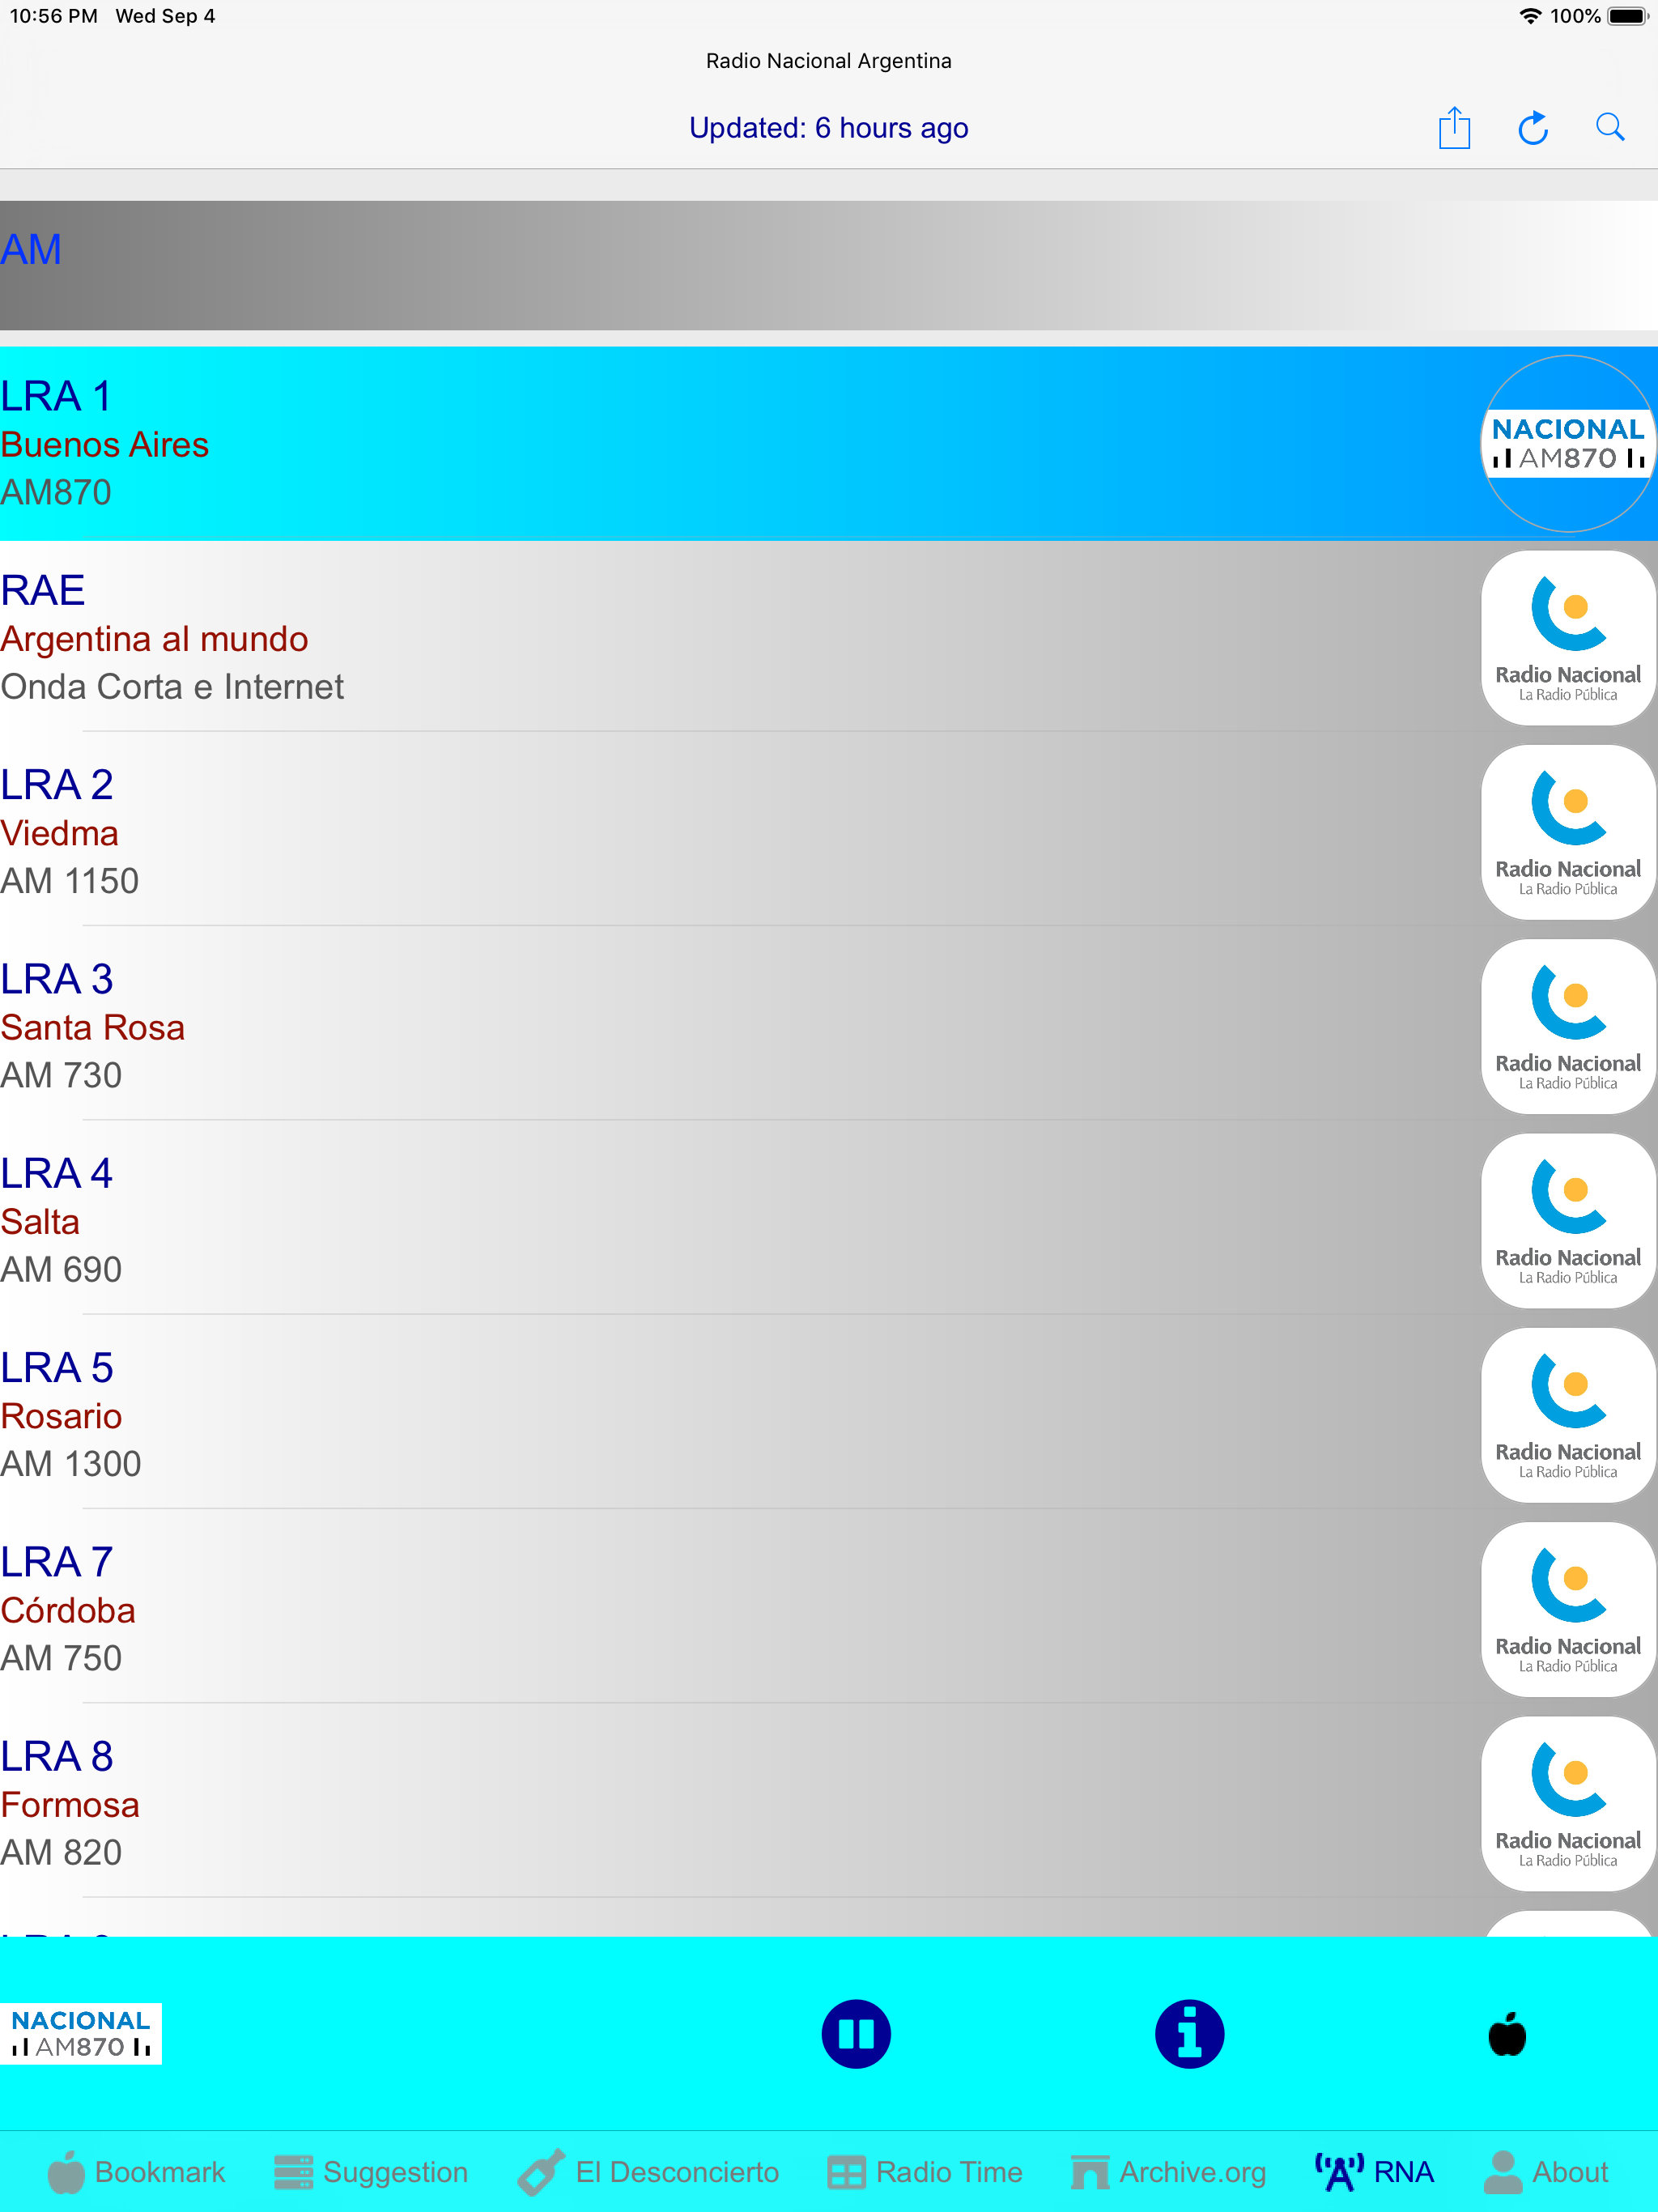 10:56 PM Wed Sep 4 100%
Radio Nacional Argentina
Updated: 6 hours ago
AM
LRA 1
Buenos Aires
AM870
NACIONAL
AM870
RAE
Argentina al mundo
Onda Corta e Internet
Radio Nacional
La Radio Pública
LRA 2
Viedma
AM 1150
Radio Nacional
La Radio Pública
LRA 3
Santa Rosa
AM 730
Radio Nacional
La Radio Pública
LRA 4
Salta
AM 690
Radio Nacional
La Radio Pública
LRA 5
Rosario
AM 1300
Radio Nacional
La Radio Pública
LRA 7
Córdoba
AM 750
Radio Nacional
La Radio Pública
LRA 8
Formosa
AM 820
Radio Nacional
La Radio Pública
NACIONAL
AM870
Bookmark Suggestion El Desconcierto Radio Time Archive.org RNA About